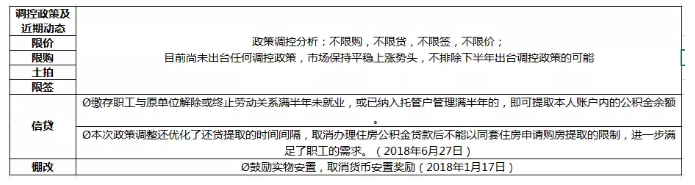 调控政策及
近期动态
限价
限购
土拍
限签
政策调控分析：不限购，不限贷，不限签，不限价；
目前尚未出台任何调控政策，市场保持平稳上涨势头，不排除下半年出台调控政策的可能
信贷
Ø缴存职工与原单位解除或终止劳动关系满半年未就业，或已纳入托管户管理满半年的，即可提取本人账户内的公积金余额
。
Ø本次政策调整还优化了还贷提取的时间间隔，取消办理住房公积金贷款后不能以同套住房申请购房提取的限制，进一步满
足了职工的需求。（2018年6月27日）
棚改
Ø鼓励实物安置，取消货币安置奖励（2018年1月17日）